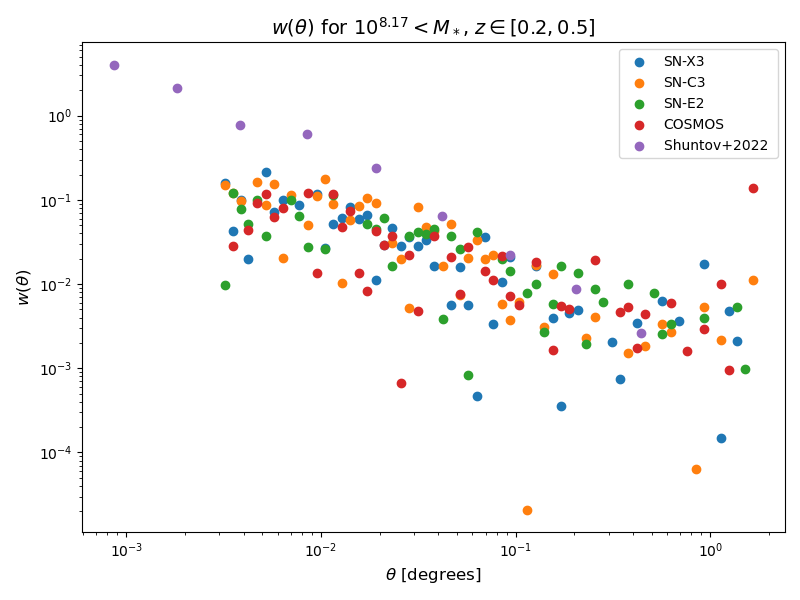 w(θ) for 10^8.17 < M_*, z ∈ [0.2, 0.5]
SN-X3
SN-C3
SN-E2
COSMOS
Shuntov+2022
w(θ)
10^0
10^−1
10^−2
10^−3
10^−4
10^−3
10^−2
10^−1
10^0
θ [degrees]